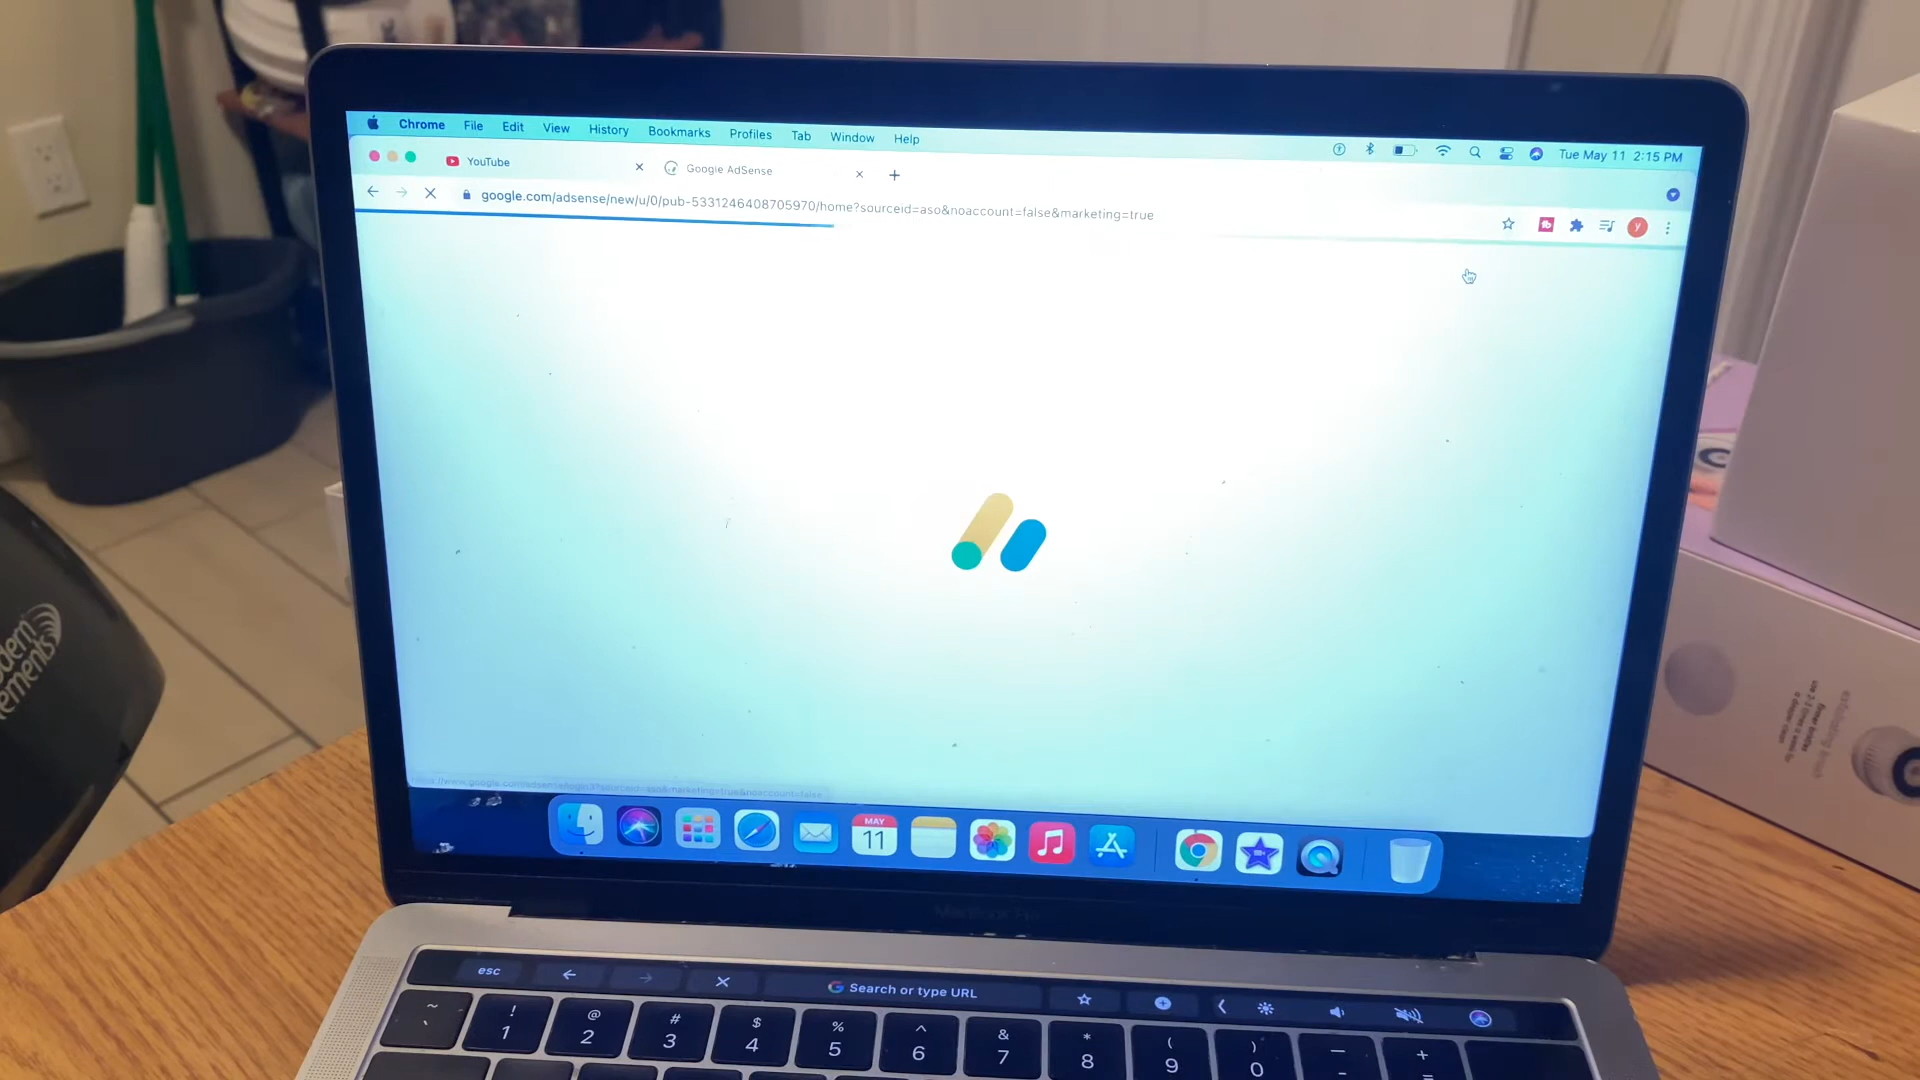 Chrome File Edit View History Bookmarks Profiles Tab Window Help
Tue May 11 2:15 PM
YouTube
Google AdSense
google.com/adsense/new/u/0/pub-5331246408705970/home?sourceid=aso&noaccount=false&marketing=true
y
MAY
11
MacBook Pro
esc
Search or type URL
~ ! @ # $ % ^ & * ( ) — +
` 1 2 3 4 5 6 7 8 9 0 - =